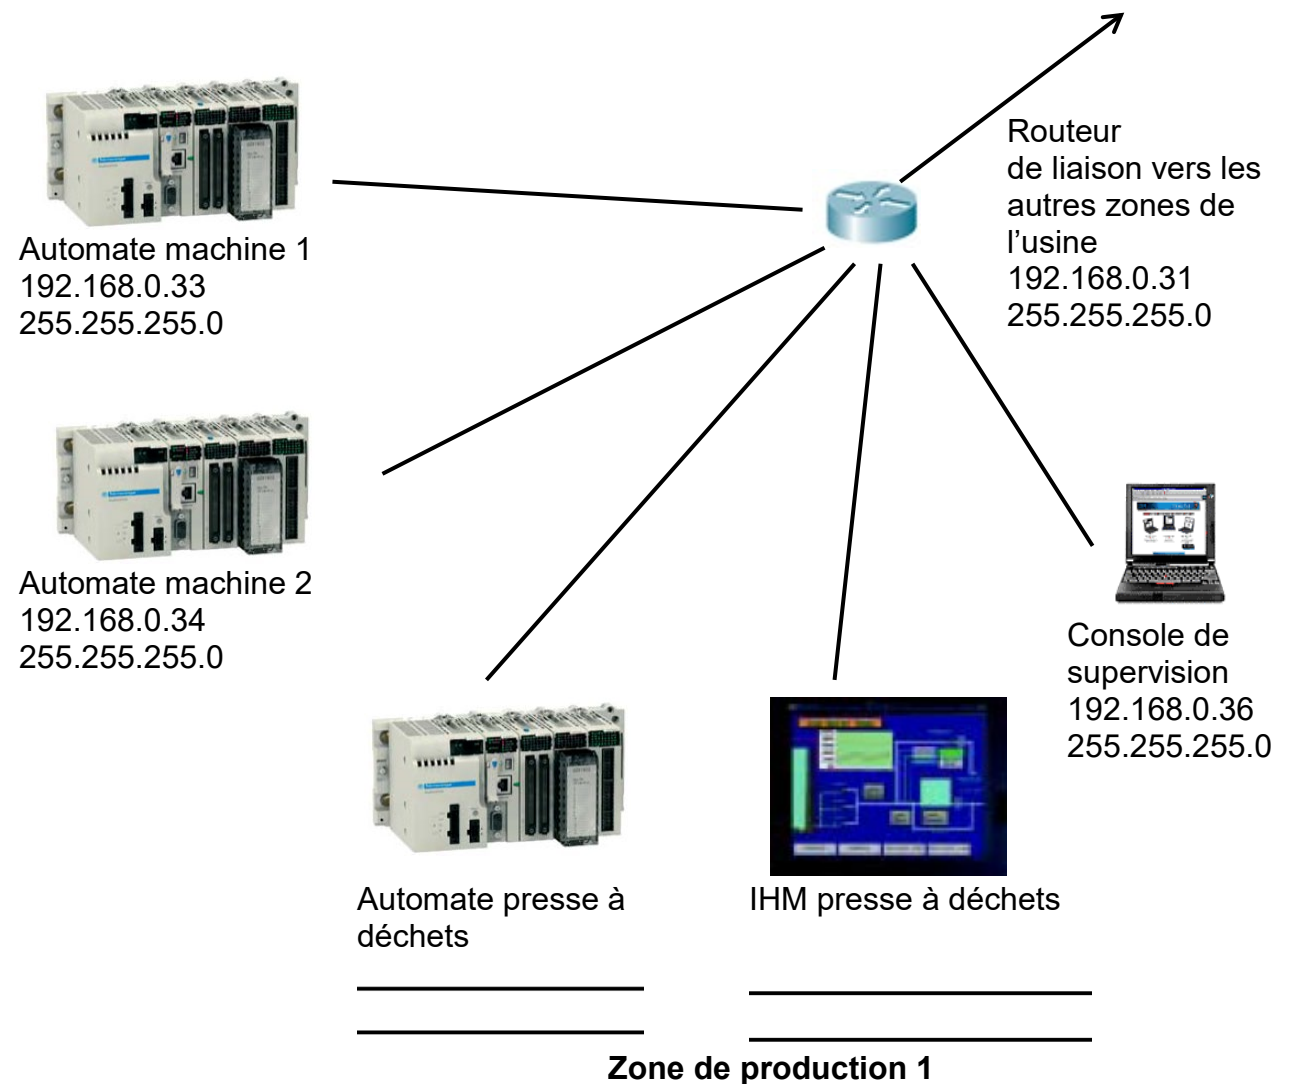 Routeur
de liaison vers les
autres zones de
l'usine
192.168.0.31
255.255.255.0
Automate machine 1
192.168.0.33
255.255.255.0
Automate machine 2
192.168.0.34
255.255.255.0
Console de
supervision
192.168.0.36
255.255.255.0
Automate presse à
déchets
IHM presse à déchets
Zone de production 1